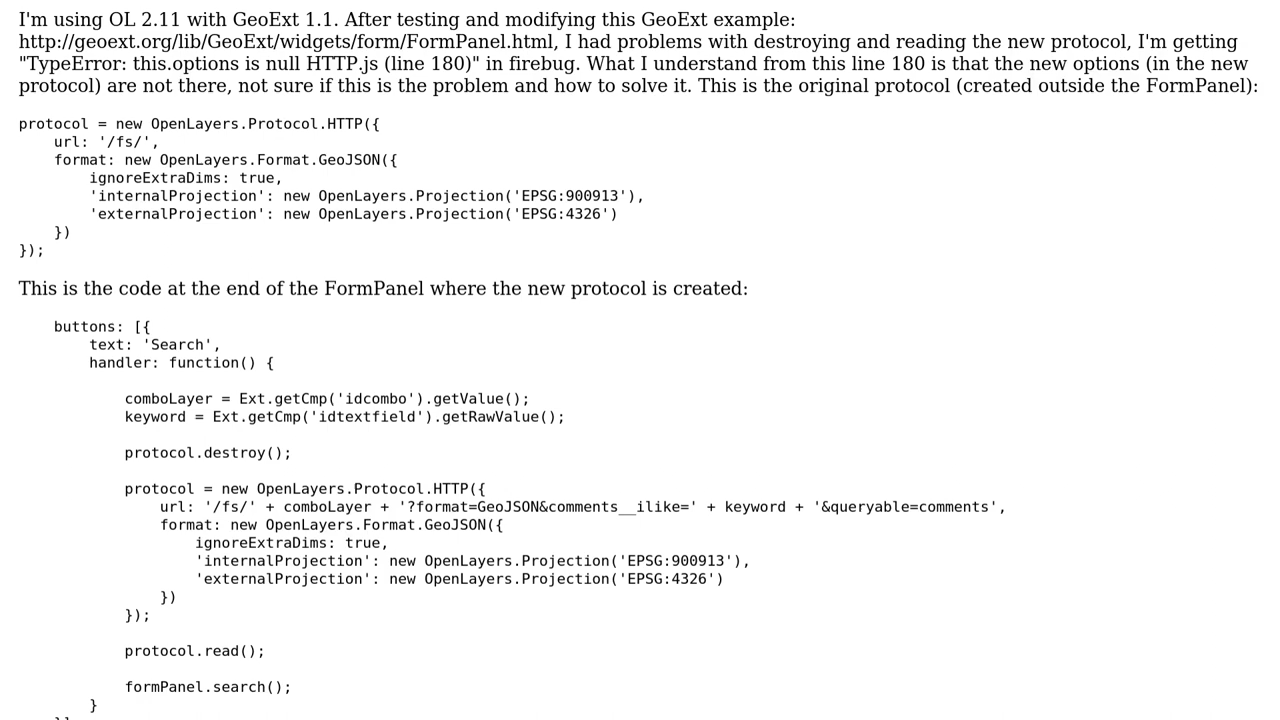 I'm using OL 2.11 with GeoExt 1.1. After testing and modifying this GeoExt example:
http://geoext.org/lib/GeoExt/widgets/form/FormPanel.html, I had problems with destroying and reading the new protocol, I'm getting
"TypeError: this.options is null HTTP.js (line 180)" in firebug. What I understand from this line 180 is that the new options (in the new
protocol) are not there, not sure if this is the problem and how to solve it. This is the original protocol (created outside the FormPanel):
protocol = new OpenLayers.Protocol.HTTP({
    url: '/fs/',
    format: new OpenLayers.Format.GeoJSON({
        ignoreExtraDims: true,
        'internalProjection': new OpenLayers.Projection('EPSG:900913'),
        'externalProjection': new OpenLayers.Projection('EPSG:4326')
    })
});
This is the code at the end of the FormPanel where the new protocol is created:
    buttons: [{
        text: 'Search',
        handler: function() {
            comboLayer = Ext.getCmp('idcombo').getValue();
            keyword = Ext.getCmp('idtextfield').getRawValue();
            protocol.destroy();
            protocol = new OpenLayers.Protocol.HTTP({
                url: '/fs/' + comboLayer + '?format=GeoJSON&comments__ilike=' + keyword + '&queryable=comments',
                format: new OpenLayers.Format.GeoJSON({
                    ignoreExtraDims: true,
                    'internalProjection': new OpenLayers.Projection('EPSG:900913'),
                    'externalProjection': new OpenLayers.Projection('EPSG:4326')
                })
            });
            protocol.read();
            formPanel.search();
        }